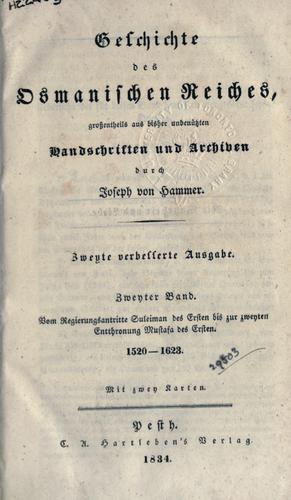 Geschichte
des
Osmanischen Reiches,
großentheils aus bisher unbenützten
Handschriften und Archiven
durch
Joseph von Hammer.
Zweyte verbesserte Ausgabe.
Zweyter Band.
Vom Regierungsantritte Suleiman des Ersten bis zur zweyten
Entthronung Mustafa des Ersten.
1520—1623.
29803
Mit zwey Karten.
Pesth,
C. A. Hartleben's Verlag.
1834.